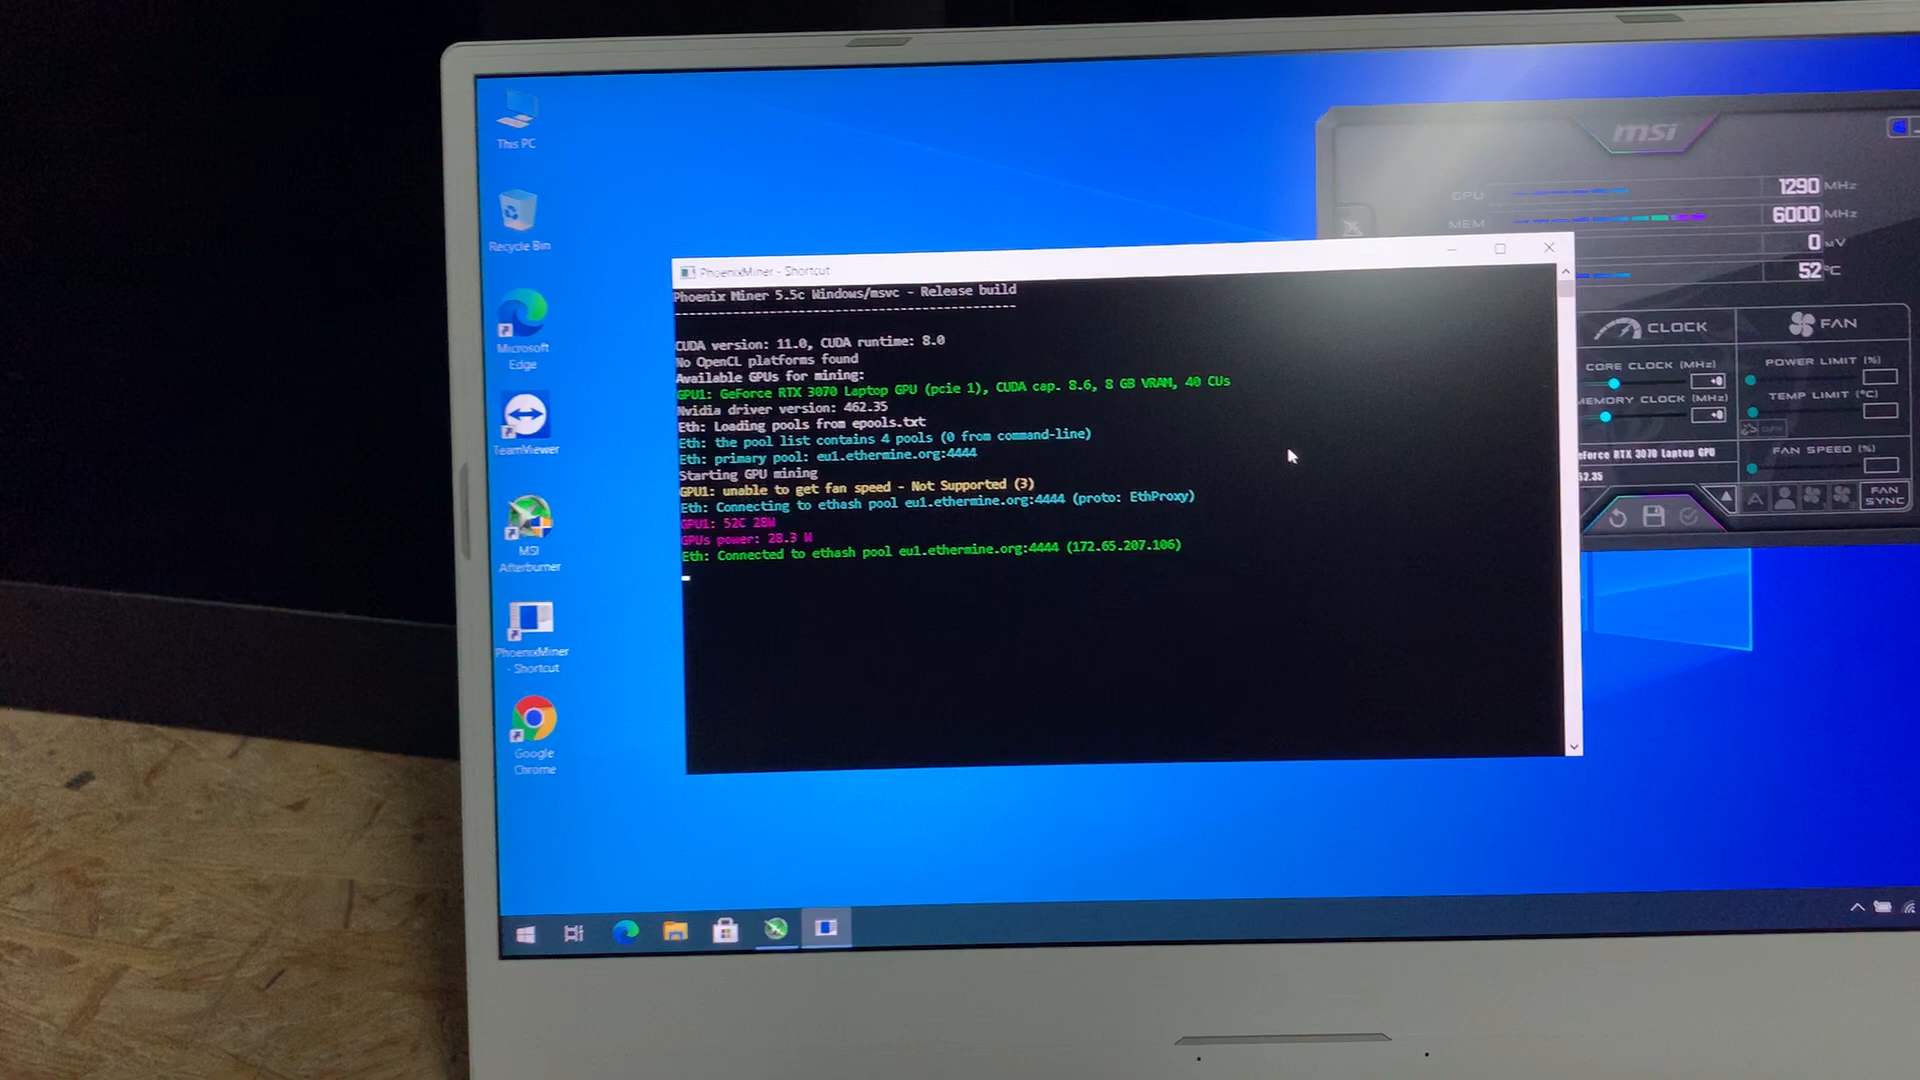 This PC
Recycle Bin
Microsoft
Edge
TeamViewer
MSI
Afterburner
PhoenixMiner
- Shortcut
Google
Chrome
PhoenixMiner - Shortcut
Phoenix Miner 5.5c Windows/msvc - Release build
-----------------------------------------------
CUDA version: 11.0, CUDA runtime: 8.0
No OpenCL platforms found
Available GPUs for mining:
GPU1: GeForce RTX 3070 Laptop GPU (pcie 1), CUDA cap. 8.6, 8 GB VRAM, 40 CUs
Nvidia driver version: 462.35
Eth: Loading pools from epools.txt
Eth: the pool list contains 4 pools (0 from command-line)
Eth: primary pool: eu1.ethermine.org:4444
Starting GPU mining
GPU1: unable to get fan speed - Not Supported (3)
Eth: Connecting to ethash pool eu1.ethermine.org:4444 (proto: EthProxy)
GPU1: 52C 28W
GPUs power: 28.3 W
Eth: Connected to ethash pool eu1.ethermine.org:4444 (172.65.207.106)
msi
GPU 1290 MHz
MEM 6000 MHz
0 MV
52 °C
CLOCK
CORE CLOCK (MHz)
+0
MEMORY CLOCK (MHz)
+0
FAN
POWER LIMIT (%)
TEMP LIMIT (°C)
FAN SPEED (%)
eForce RTX 3070 Laptop GPU
62.35
A
FAN
SYNC